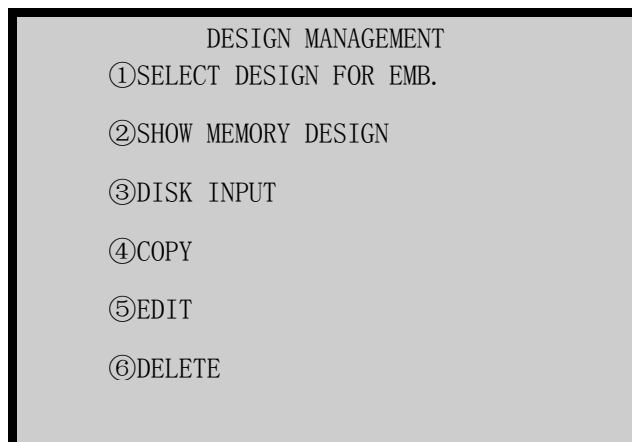 DESIGN MANAGEMENT
①SELECT DESIGN FOR EMB.
②SHOW MEMORY DESIGN
③DISK INPUT
④COPY
⑤EDIT
⑥DELETE